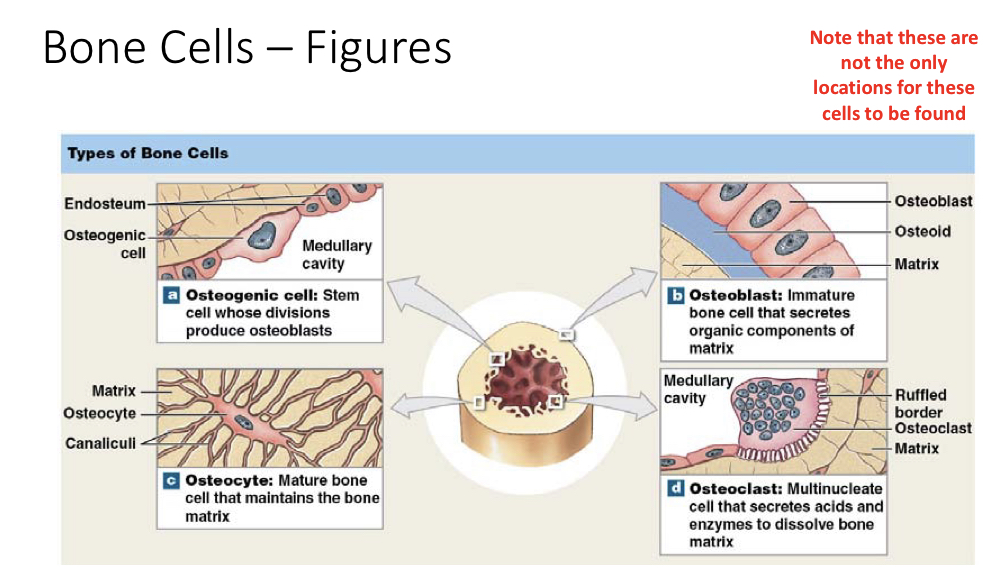 Bone Cells – Figures
Note that these are
not the only
locations for these
cells to be found
Types of Bone Cells
Endosteum
Osteogenic
cell
Medullary
cavity
a Osteogenic cell: Stem
cell whose divisions
produce osteoblasts
Osteoblast
Osteoid
Matrix
b Osteoblast: Immature
bone cell that secretes
organic components of
matrix
Matrix
Osteocyte
Canaliculi
c Osteocyte: Mature bone
cell that maintains the bone
matrix
Medullary
cavity
Ruffled
border
Osteoclast
Matrix
d Osteoclast: Multinucleate
cell that secretes acids and
enzymes to dissolve bone
matrix